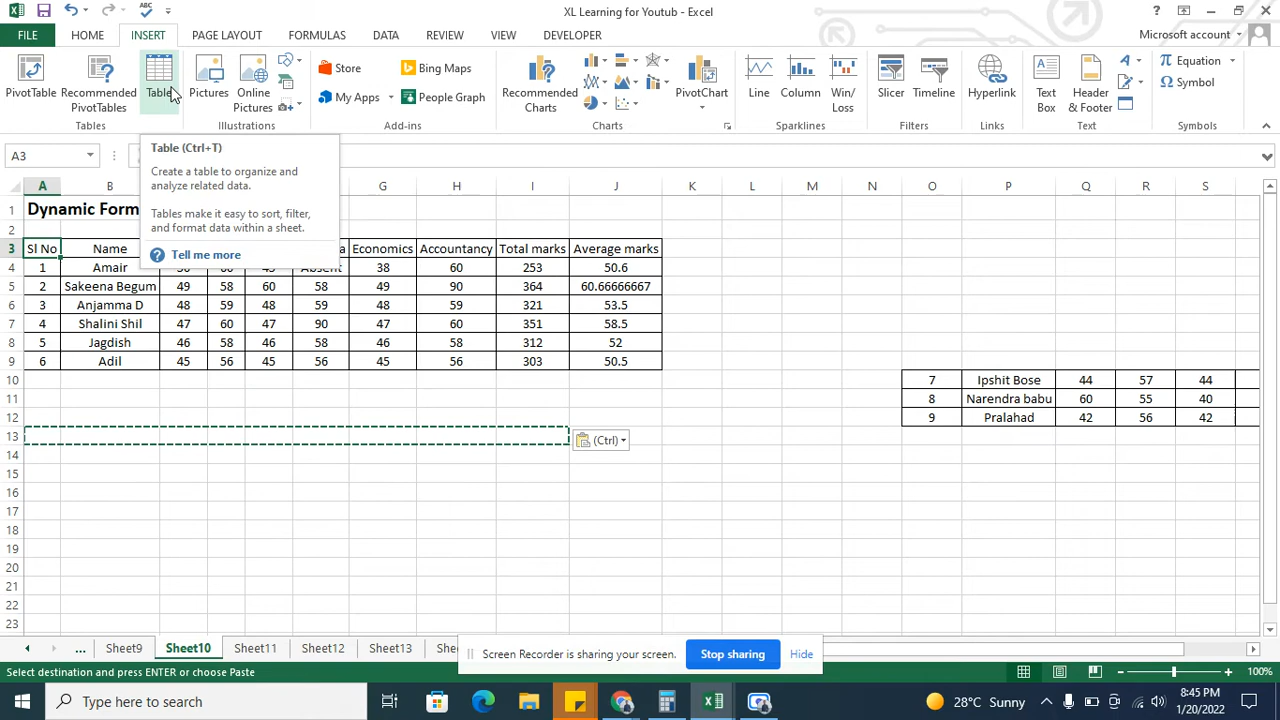 XL Learning for Youtub - Excel
? 
Microsoft account
FILE HOME INSERT PAGE LAYOUT FORMULAS DATA REVIEW VIEW DEVELOPER
PivotTable Recommended PivotTables Table Pictures Online Pictures
Store My Apps Bing Maps People Graph
Recommended Charts PivotChart Line Column Win/Loss
Slicer Timeline Hyperlink Text Box Header & Footer Equation Symbol
Tables Illustrations Add-ins Charts Sparklines Filters Links Text Symbols
A3
Table (Ctrl+T)
Create a table to organize and
analyze related data.
Tables make it easy to sort, filter,
and format data within a sheet.
? Tell me more
A B G H I J K L M N O P Q R S
1 Dynamic Form
2
3 Sl No Name a Economics Accountancy Total marks Average marks
4 1 Amair 38 60 253 50.6
5 2 Sakeena Begum 49 58 60 58 49 90 364 60.66666667
6 3 Anjamma D 48 59 48 59 48 59 321 53.5
7 4 Shalini Shil 47 60 47 90 47 60 351 58.5
8 5 Jagdish 46 58 46 58 46 58 312 52
9 6 Adil 45 56 45 56 45 56 303 50.5
10 7 Ipshit Bose 44 57 44
11 8 Narendra babu 60 55 40
12 9 Pralahad 42 56 42
13 (Ctrl)
14
15
16
17
18
19
20
21
22
23
... Sheet9 Sheet10 Sheet11 Sheet12 Sheet13 She
Screen Recorder is sharing your screen. Stop sharing Hide
Select destination and press ENTER or choose Paste 100%
Type here to search
28°C Sunny
8:45 PM
1/20/2022